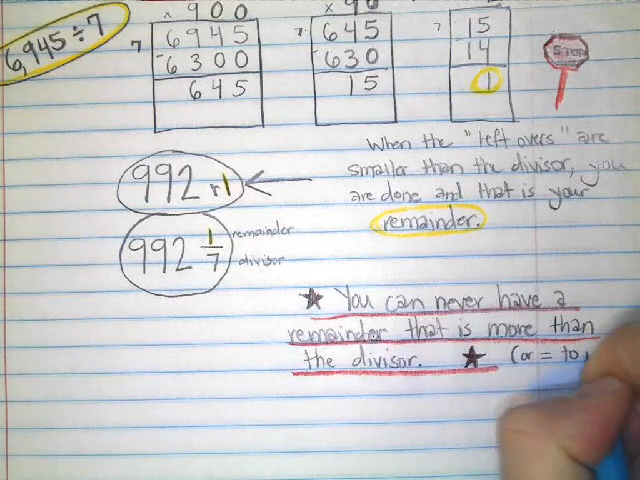 6,945 ÷ 7
x 900
7 6945
-6300
645
x 90
7 645
-630
15
7 15
14
1
STOP
When the "left overs" are
smaller than the divisor, you
are done and that is your
remainder.
992 r1
992 1/7
remainder
divisor
★ You can never have a
remainder that is more than
the divisor. ★ (or = to